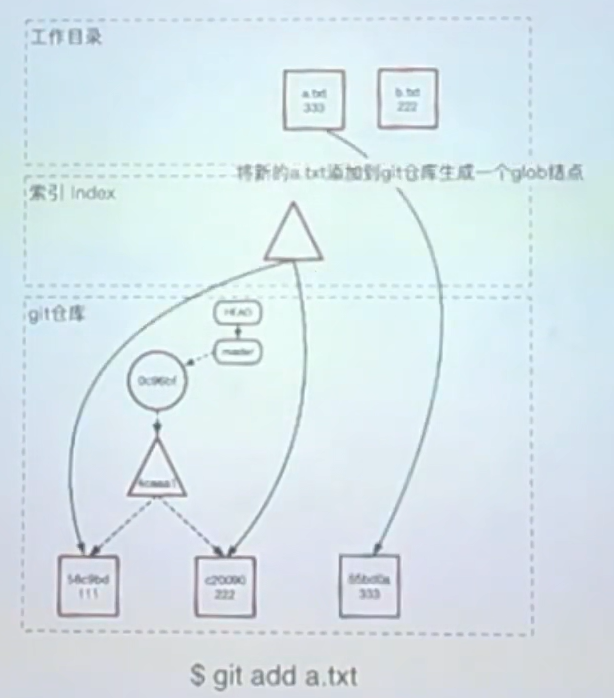 工作目录
a.txt
333
b.txt
222
将新的a.txt添加到git仓库生成一个glob结点
索引 Index
git仓库
HEAD
master
0c96bf
58c9bd
111
c20090
222
55bd0a
333
$ git add a.txt